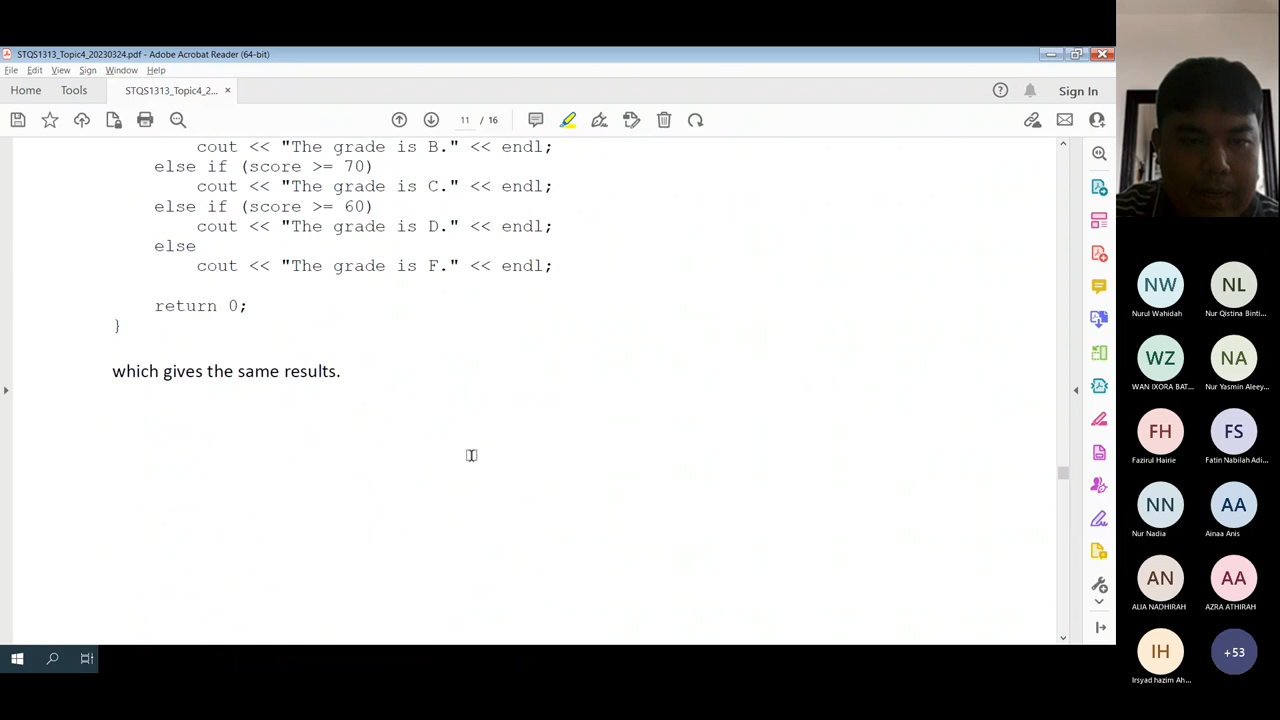 STQS1313_Topic4_20230324.pdf - Adobe Acrobat Reader (64-bit)
File Edit View Sign Window Help
Home Tools STQS1313_Topic4_2... × Sign In
11 / 16
cout << "The grade is B." << endl;
else if (score >= 70)
cout << "The grade is C." << endl;
else if (score >= 60)
cout << "The grade is D." << endl;
else
cout << "The grade is F." << endl;
return 0;
}
which gives the same results.
NW NL
Nurul Wahidah Nur Qistina Binti...
WZ NA
WAN IXORA BAT... Nur Yasmin Aleey...
FH FS
Fazirul Hairie Fatin Nabilah Adi...
NN AA
Nur Nadia Ainaa Anis
AN AA
ALIA NADHIRAH AZRA ATHIRAH
IH +53
Irsyad hazim Ah...